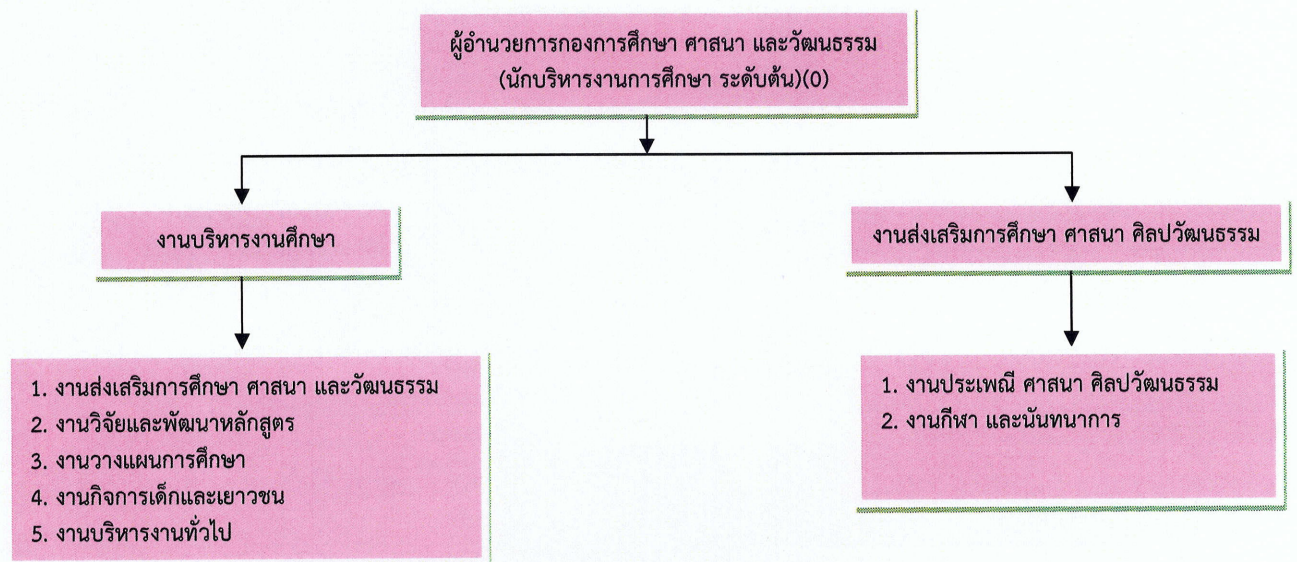 ผู้อำนวยการกองการศึกษา ศาสนา และวัฒนธรรม
(นักบริหารงานการศึกษา ระดับต้น)(0)
งานบริหารงานศึกษา
งานส่งเสริมการศึกษา ศาสนา ศิลปวัฒนธรรม
1. งานส่งเสริมการศึกษา ศาสนา และวัฒนธรรม
2. งานวิจัยและพัฒนาหลักสูตร
3. งานวางแผนการศึกษา
4. งานกิจการเด็กและเยาวชน
5. งานบริหารงานทั่วไป
1. งานประเพณี ศาสนา ศิลปวัฒนธรรม
2. งานกีฬา และนันทนาการ